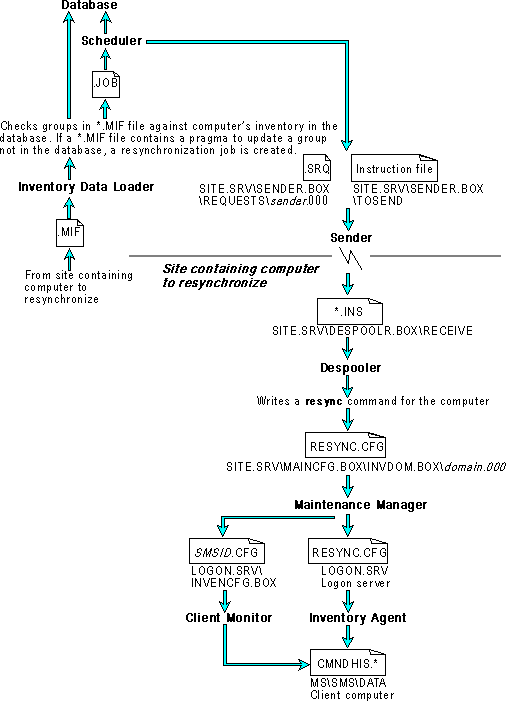 Database
Scheduler
.JOB
Checks groups in *.MIF file against computer's inventory in the
database. If a *.MIF file contains a pragma to update a group
not in the database, a resynchronization job is created.
Inventory Data Loader
.MIF
From site containing
computer to
resynchronize
.SRQ
SITE.SRV\SENDER.BOX
\REQUESTS\sender.000
Instruction file
SITE.SRV\SENDER.BOX
\TOSEND
Sender
Site containing computer
to resynchronize
*.INS
SITE.SRV\DESPOOLR.BOX\RECEIVE
Despooler
Writes a resync command for the computer
RESYNC.CFG
SITE.SRV\MAINCFG.BOX\INVDOM.BOX\domain.000
Maintenance Manager
SMSID.CFG
LOGON.SRV\
INVENCFG.BOX
Client Monitor
RESYNC.CFG
LOGON.SRV
Logon server
Inventory Agent
CMNDHIS.*
MS\SMS\DATA
Client computer